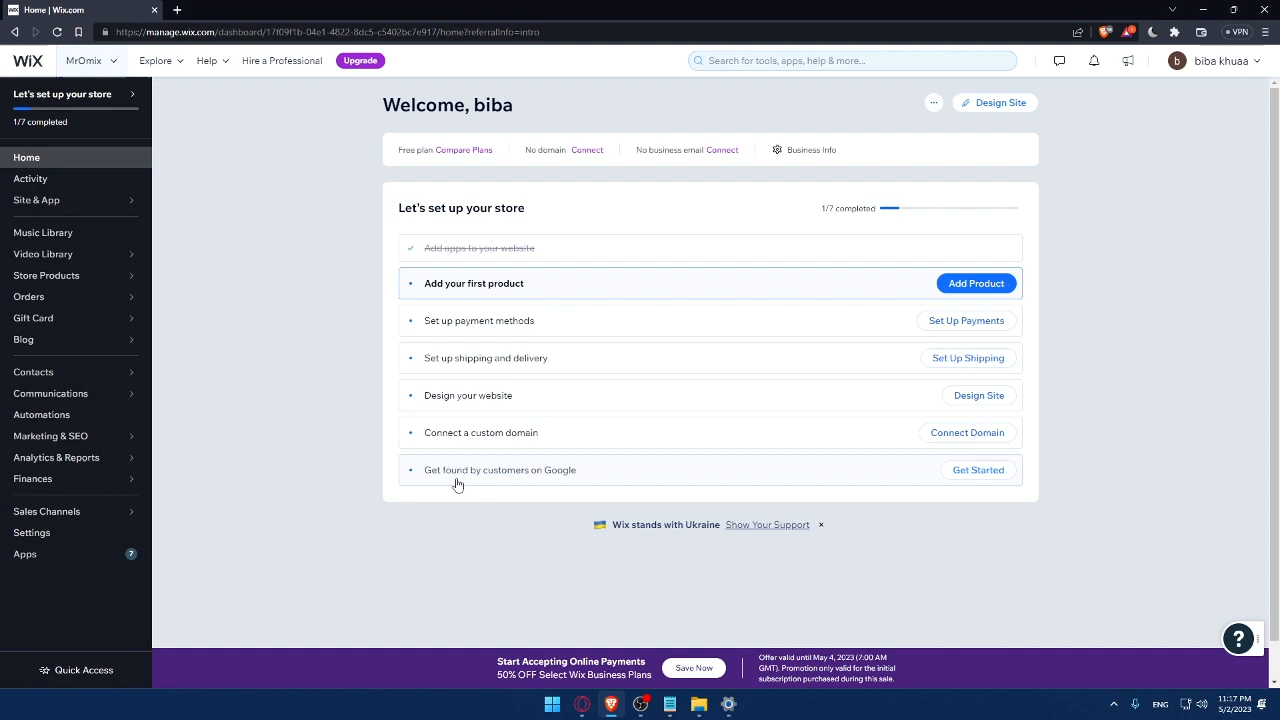 Home | Wix.com
https://manage.wix.com/dashboard/17f09f1b-04e1-4822-8dc5-c5402bc7e917/home?referralInfo=intro
VPN
WIX
MrOmix
Explore
Help
Hire a Professional
Upgrade
Search for tools, apps, help & more...
b
biba khuaa
Let's set up your store
1/7 completed
Home
Activity
Site & App
Music Library
Video Library
Store Products
Orders
Gift Card
Blog
Contacts
Communications
Automations
Marketing & SEO
Analytics & Reports
Finances
Sales Channels
Settings
Apps
7
Quick Access
Welcome, biba
Design Site
Free plan Compare Plans
No domain Connect
No business email Connect
Business Info
Let's set up your store
1/7 completed
Add apps to your website
Add your first product
Add Product
Set up payment methods
Set Up Payments
Set up shipping and delivery
Set Up Shipping
Design your website
Design Site
Connect a custom domain
Connect Domain
Get found by customers on Google
Get Started
Wix stands with Ukraine Show Your Support
?
Start Accepting Online Payments
50% OFF Select Wix Business Plans
Save Now
Offer valid until May 4, 2023 (7:00 AM
GMT). Promotion only valid for the initial
subscription purchased during this sale.
ENG
11:17 PM
5/2/2023